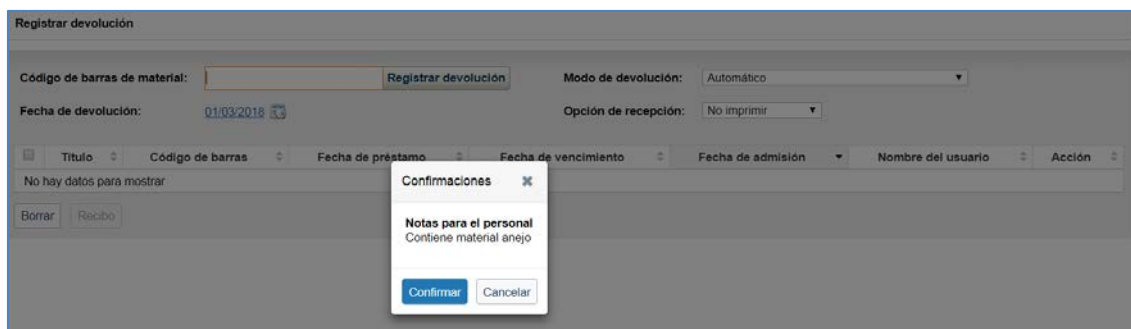 Registrar devolución
Código de barras de material: Registrar devolución Modo de devolución: Automático
Fecha de devolución: 01/03/2018 Opción de recepción: No imprimir
Título Código de barras Fecha de préstamo Fecha de vencimiento Fecha de admisión Nombre del usuario Acción
No hay datos para mostrar
Borrar Recibo
Confirmaciones
Notas para el personal
Contiene material anejo
Confirmar Cancelar